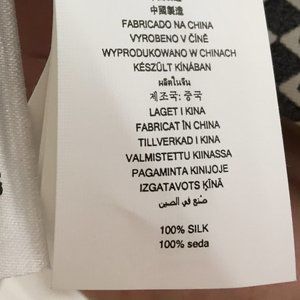 中國製造
FABRICADO NA CHINA
VYROBENO V ČÍNĚ
WYPRODUKOWANO W CHINACH
KÉSZÜLT KÍNÁBAN
ผลิตในจีน
제조국: 중국
LAGET I KINA
FABRICAT ÎN CHINA
TILLVERKAD I KINA
VALMISTETTU KIINASSA
PAGAMINTA KINIJOJE
IZGATAVOTS ĶĪNĀ
صنع في الصين
100% SILK
100% seda